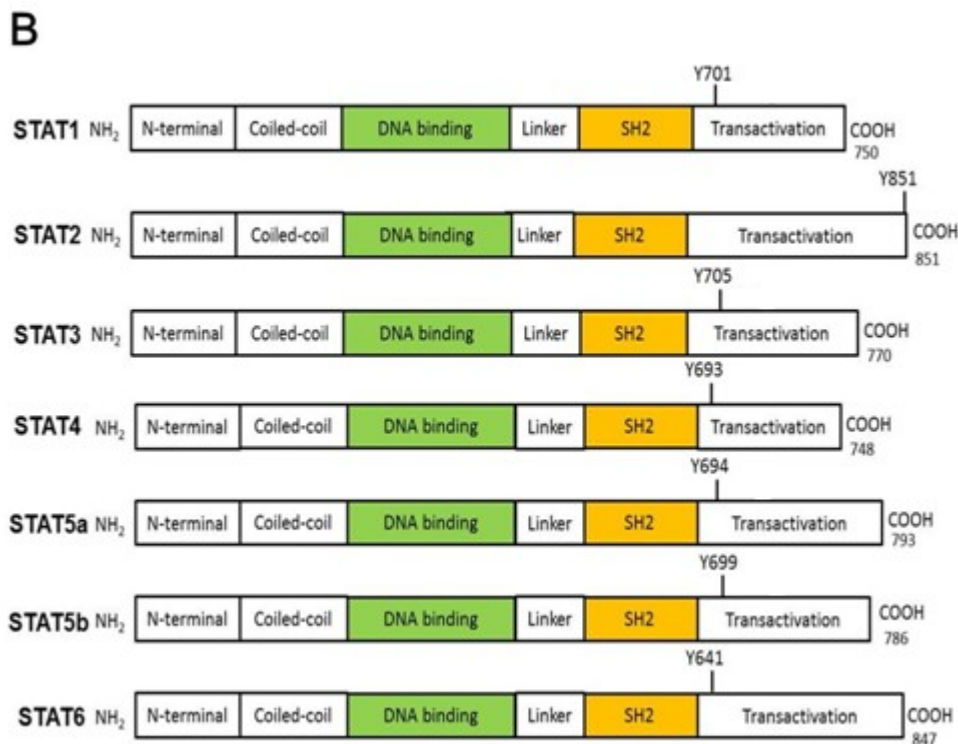 B
Y701
STAT1 NH2 N-terminal Coiled-coil DNA binding Linker SH2 Transactivation COOH
750
Y851
STAT2 NH2 N-terminal Coiled-coil DNA binding Linker SH2 Transactivation COOH
851
Y705
STAT3 NH2 N-terminal Coiled-coil DNA binding Linker SH2 Transactivation COOH
770
Y693
STAT4 NH2 N-terminal Coiled-coil DNA binding Linker SH2 Transactivation COOH
748
Y694
STAT5a NH2 N-terminal Coiled-coil DNA binding Linker SH2 Transactivation COOH
793
Y699
STAT5b NH2 N-terminal Coiled-coil DNA binding Linker SH2 Transactivation COOH
786
Y641
STAT6 NH2 N-terminal Coiled-coil DNA binding Linker SH2 Transactivation COOH
847